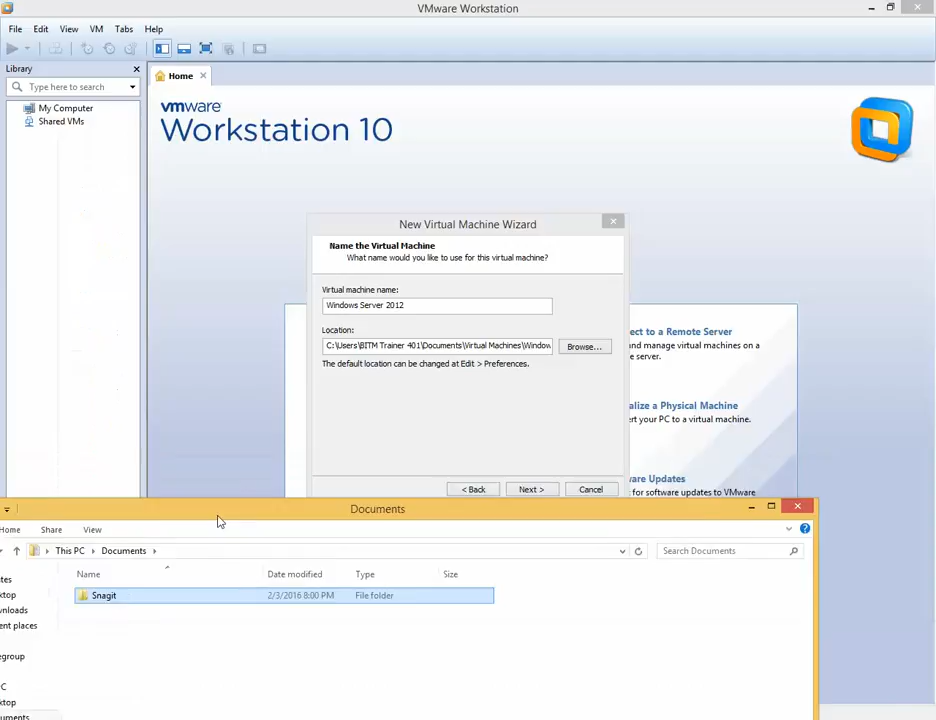 VMware Workstation
File Edit View VM Tabs Help
Library
Home
Type here to search
My Computer
Shared VMs
vmware
Workstation 10
New Virtual Machine Wizard
Name the Virtual Machine
What name would you like to use for this virtual machine?
Virtual machine name:
Windows Server 2012
Location:
C:\Users\BITM Trainer 401\Documents\Virtual Machines\Window
Browse...
The default location can be changed at Edit > Preferences.
< Back Next > Cancel
ect to a Remote Server
and manage virtual machines on a
e server.
alize a Physical Machine
ert your PC to a virtual machine.
ware Updates
for software updates to VMware
Documents
Home Share View
This PC Documents
Search Documents
Name Date modified Type Size
Snagit 2/3/2016 8:00 PM File folder
tes
ktop
wnloads
ent places
egroup
C
ktop
uments